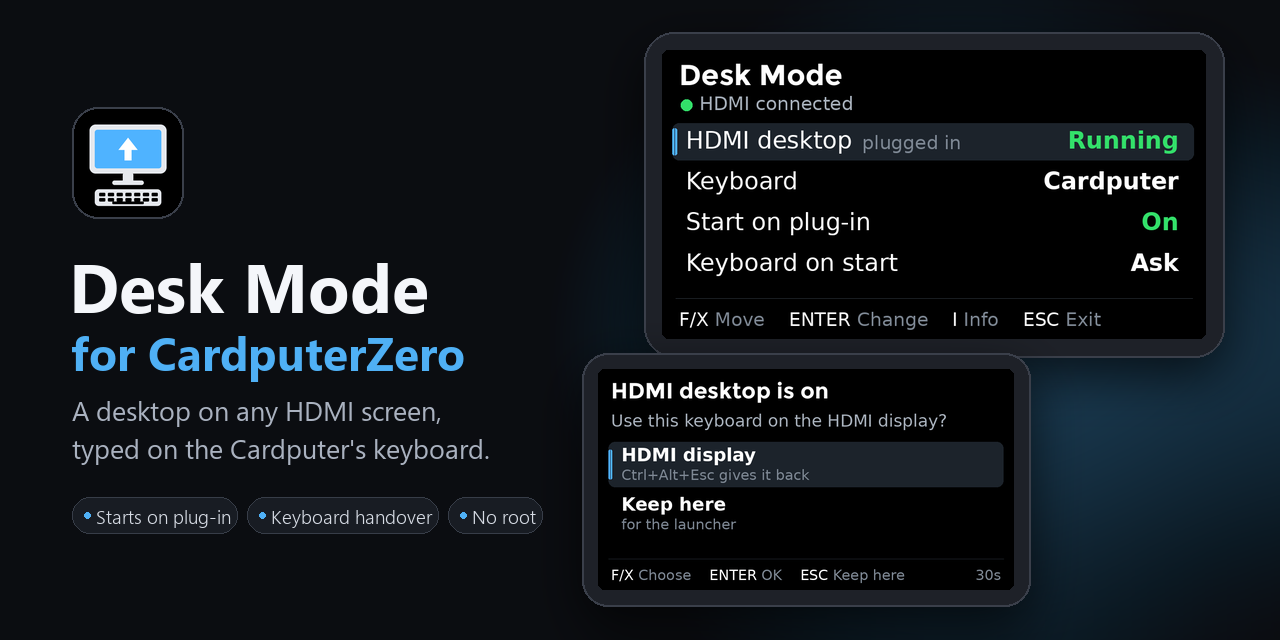 Desk Mode
for CardputerZero
A desktop on any HDMI screen,
typed on the Cardputer's keyboard.
Starts on plug-in
Keyboard handover
No root
Desk Mode
HDMI connected
HDMI desktop plugged in Running
Keyboard Cardputer
Start on plug-in On
Keyboard on start Ask
F/X Move ENTER Change I Info ESC Exit
HDMI desktop is on
Use this keyboard on the HDMI display?
HDMI display
Ctrl+Alt+Esc gives it back
Keep here
for the launcher
F/X Choose ENTER OK ESC Keep here 30s